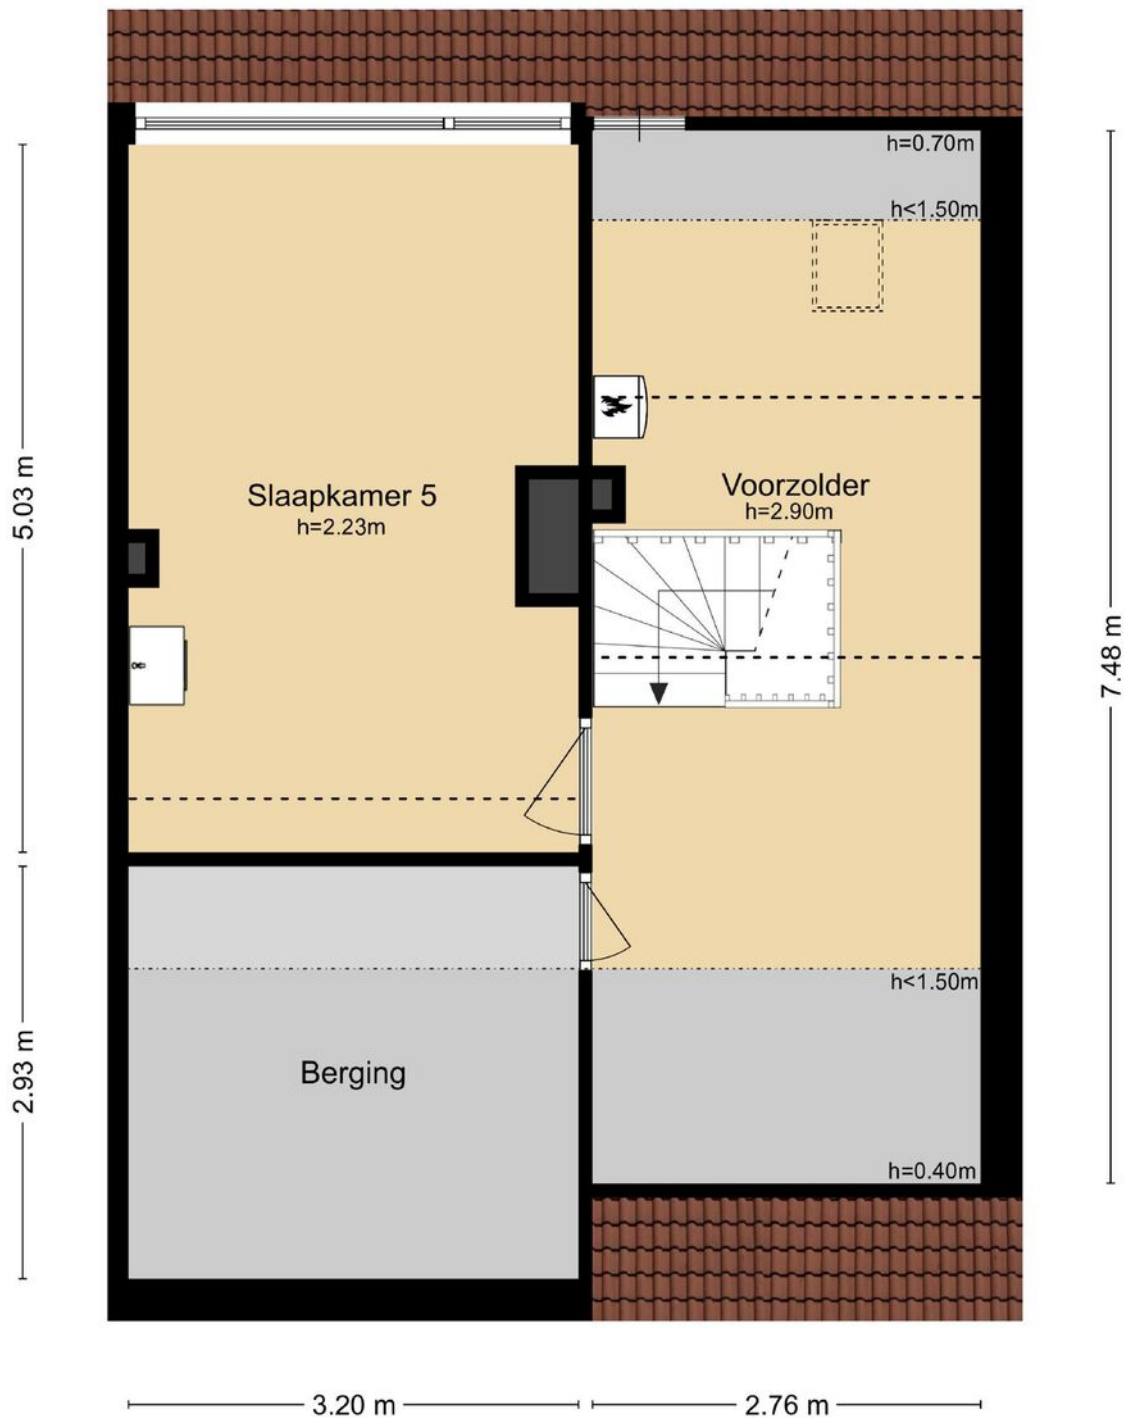 h=0.70m
h<1.50m
5.03 m
Slaapkamer 5
h=2.23m
Voorzolder
h=2.90m
7.48 m
h<1.50m
2.93 m
Berging
h=0.40m
3.20 m
2.76 m